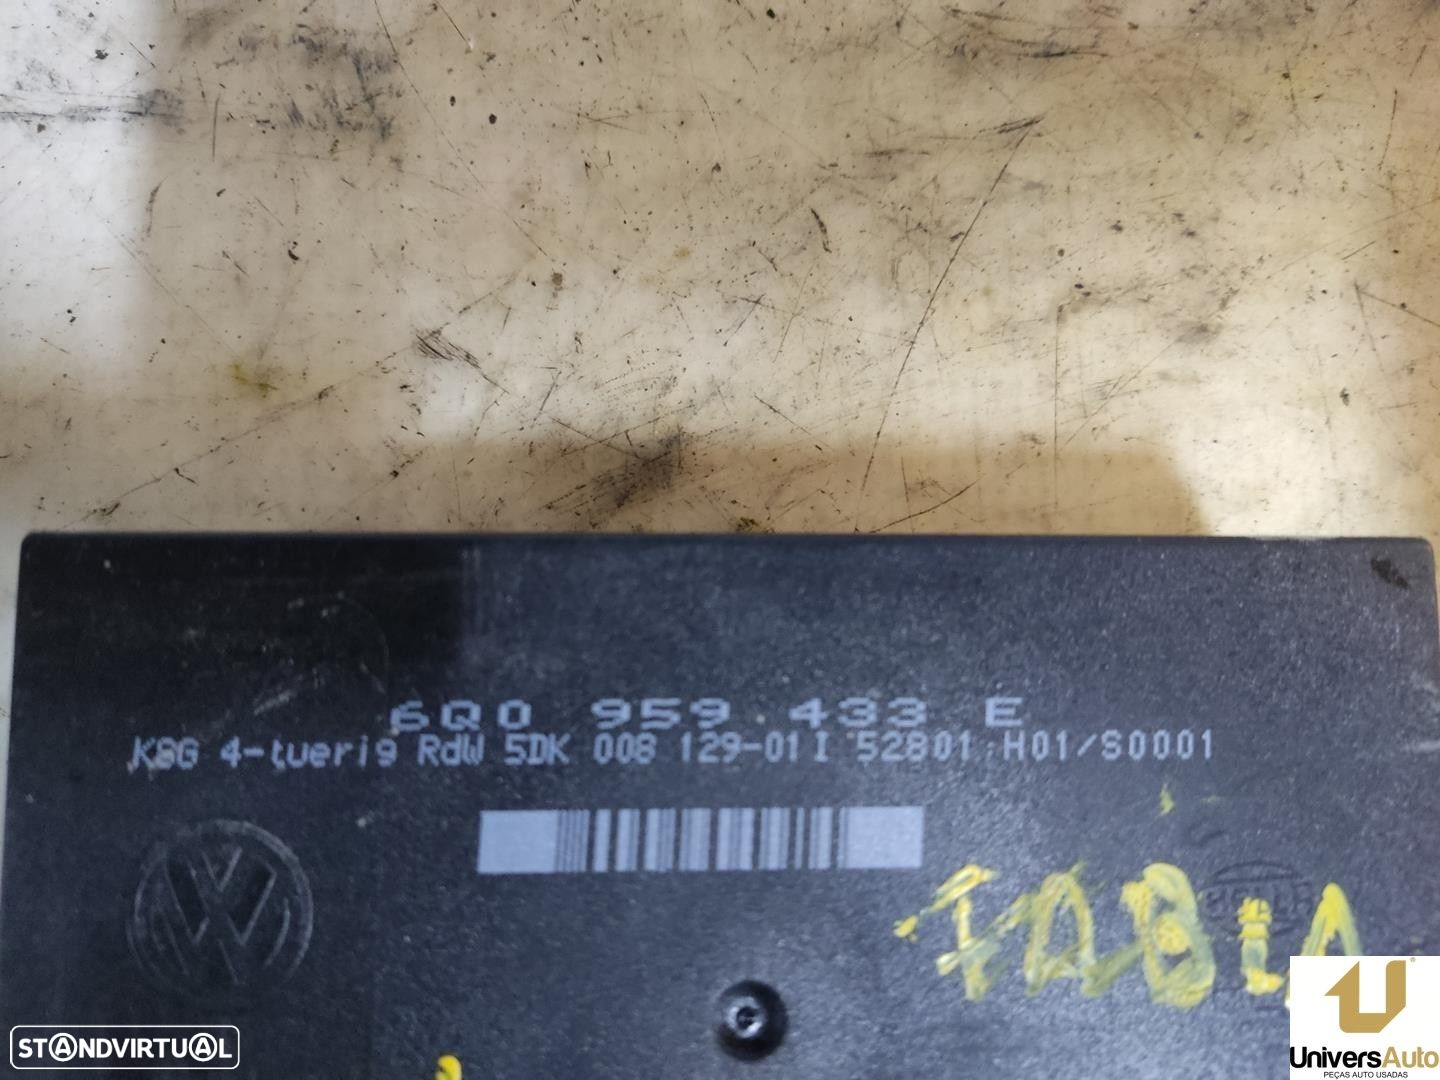 6Q0 959 433 E
KSG 4-tuerig RdW 5DK 008 129-01 I 52801 H01/S0001
FABIA
STANDVIRTUAL
UniversAuto
PEÇAS AUTO USADAS